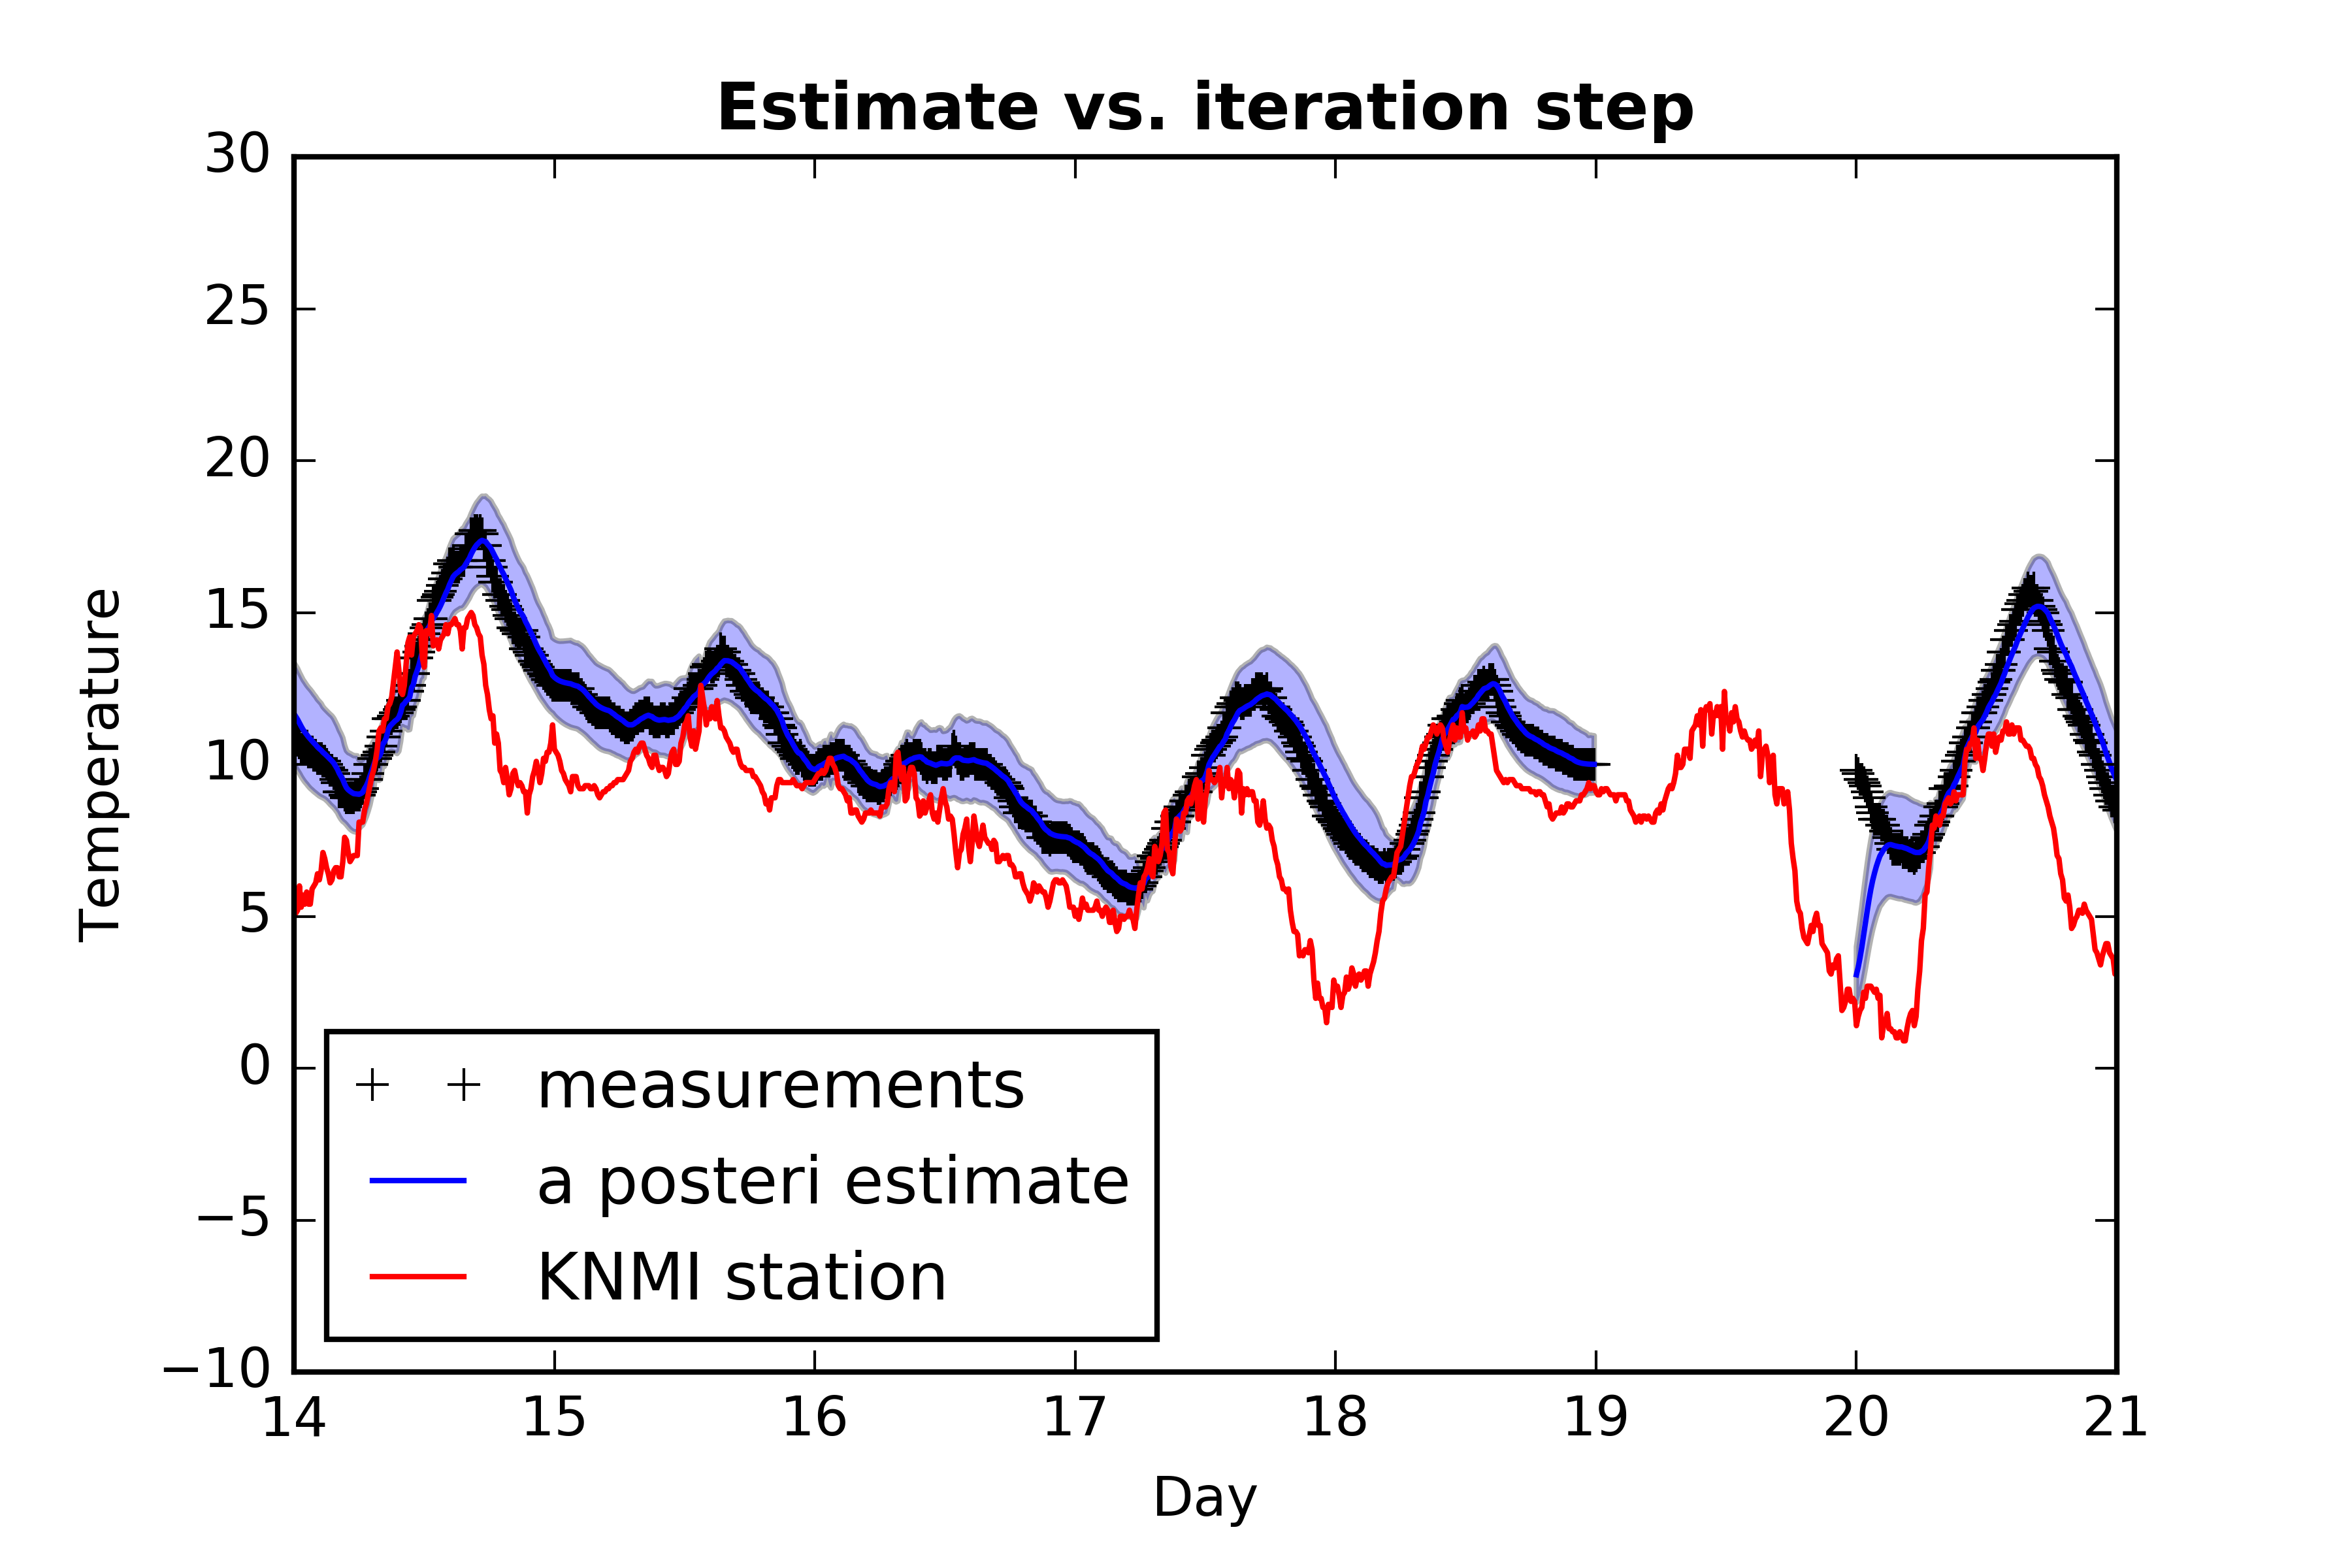 Estimate vs. iteration step
30
25
20
15
10
5
0
−5
−10
Temperature
measurements
a posteri estimate
KNMI station
14 15 16 17 18 19 20 21
Day